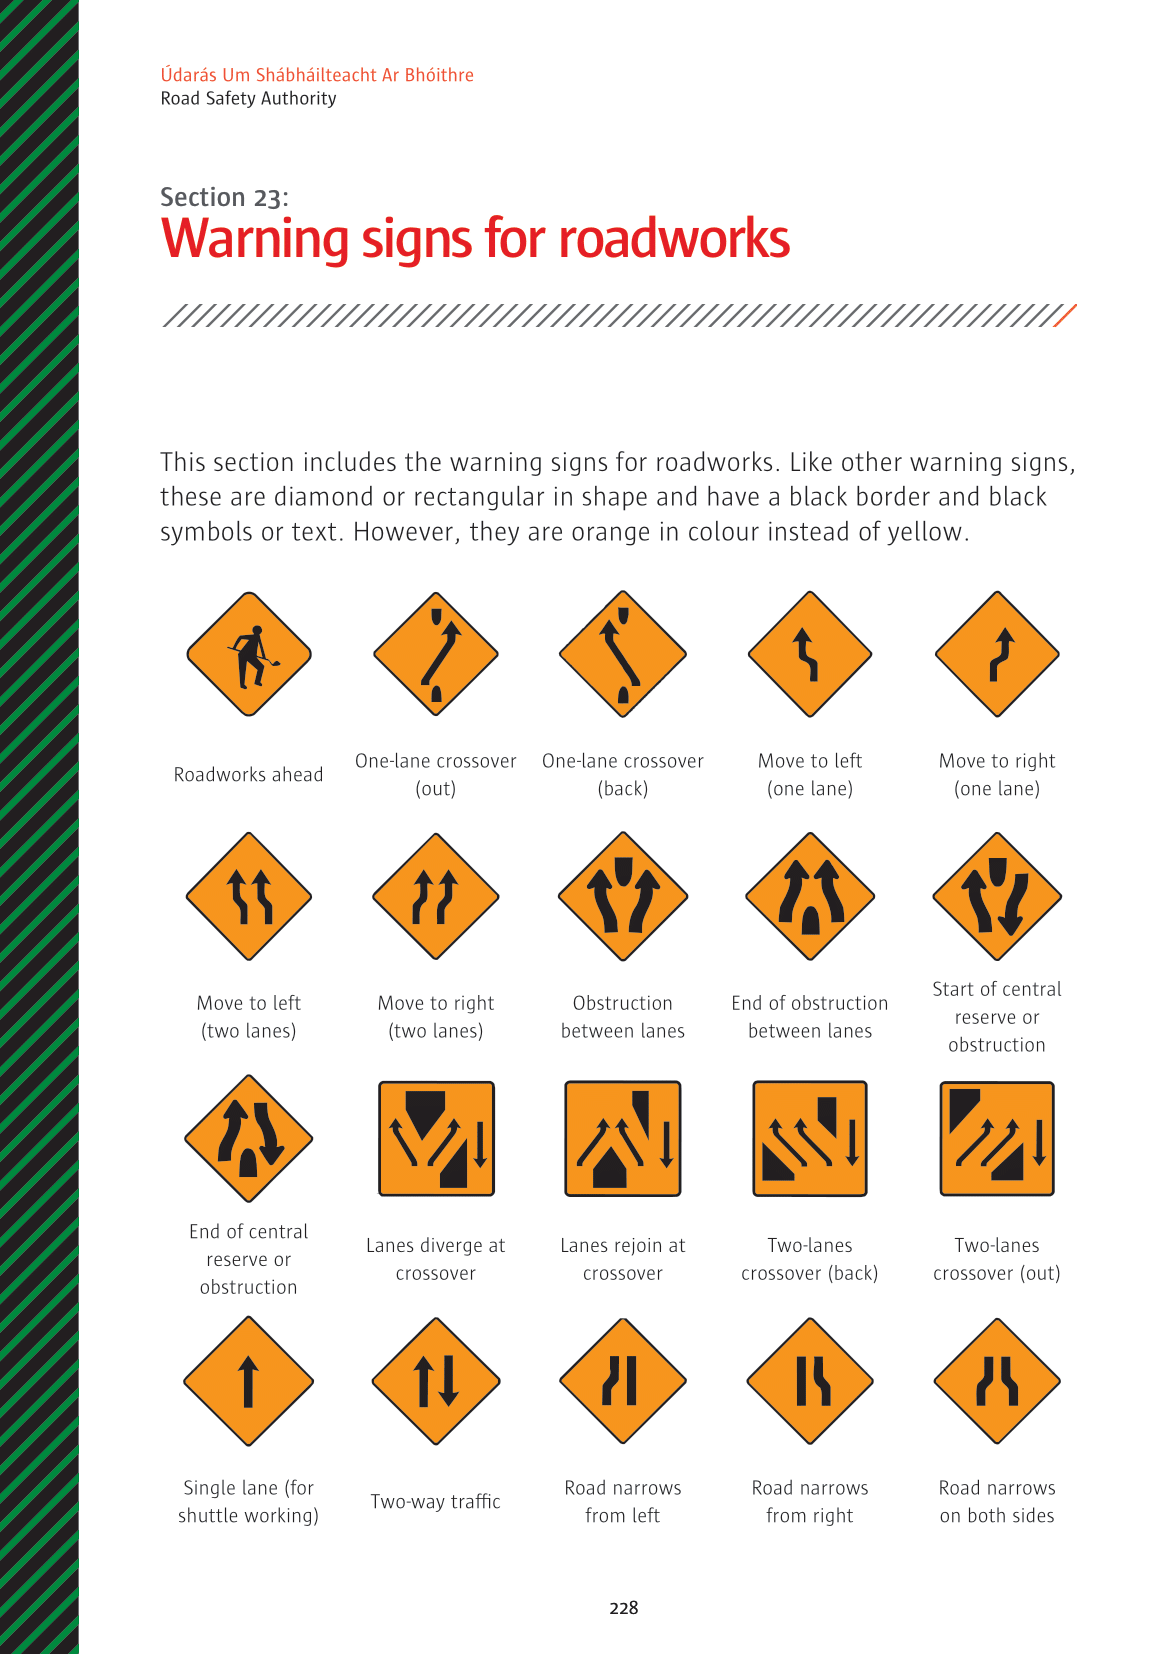 Údarás Um Shábháilteacht Ar Bhóithre
Road Safety Authority
Section 23:
Warning signs for roadworks
This section includes the warning signs for roadworks. Like other warning signs,
these are diamond or rectangular in shape and have a black border and black
symbols or text. However, they are orange in colour instead of yellow.
Roadworks ahead
One-lane crossover
(out)
One-lane crossover
(back)
Move to left
(one lane)
Move to right
(one lane)
Move to left
(two lanes)
Move to right
(two lanes)
Obstruction
between lanes
End of obstruction
between lanes
Start of central
reserve or
obstruction
End of central
reserve or
obstruction
Lanes diverge at
crossover
Lanes rejoin at
crossover
Two-lanes
crossover (back)
Two-lanes
crossover (out)
Single lane (for
shuttle working)
Two-way traffic
Road narrows
from left
Road narrows
from right
Road narrows
on both sides
228